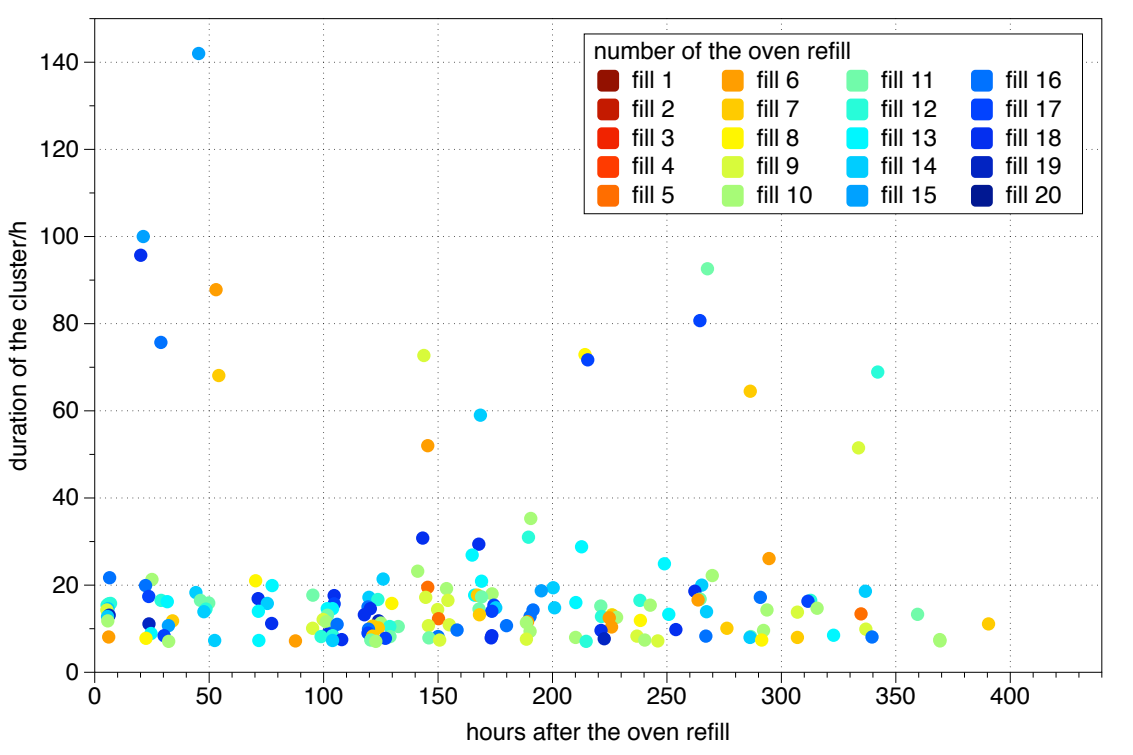 number of the oven refill
fill 1 fill 6 fill 11 fill 16
fill 2 fill 7 fill 12 fill 17
fill 3 fill 8 fill 13 fill 18
fill 4 fill 9 fill 14 fill 19
fill 5 fill 10 fill 15 fill 20
duration of the cluster/h
140
120
100
80
60
40
20
0
0 50 100 150 200 250 300 350 400
hours after the oven refill